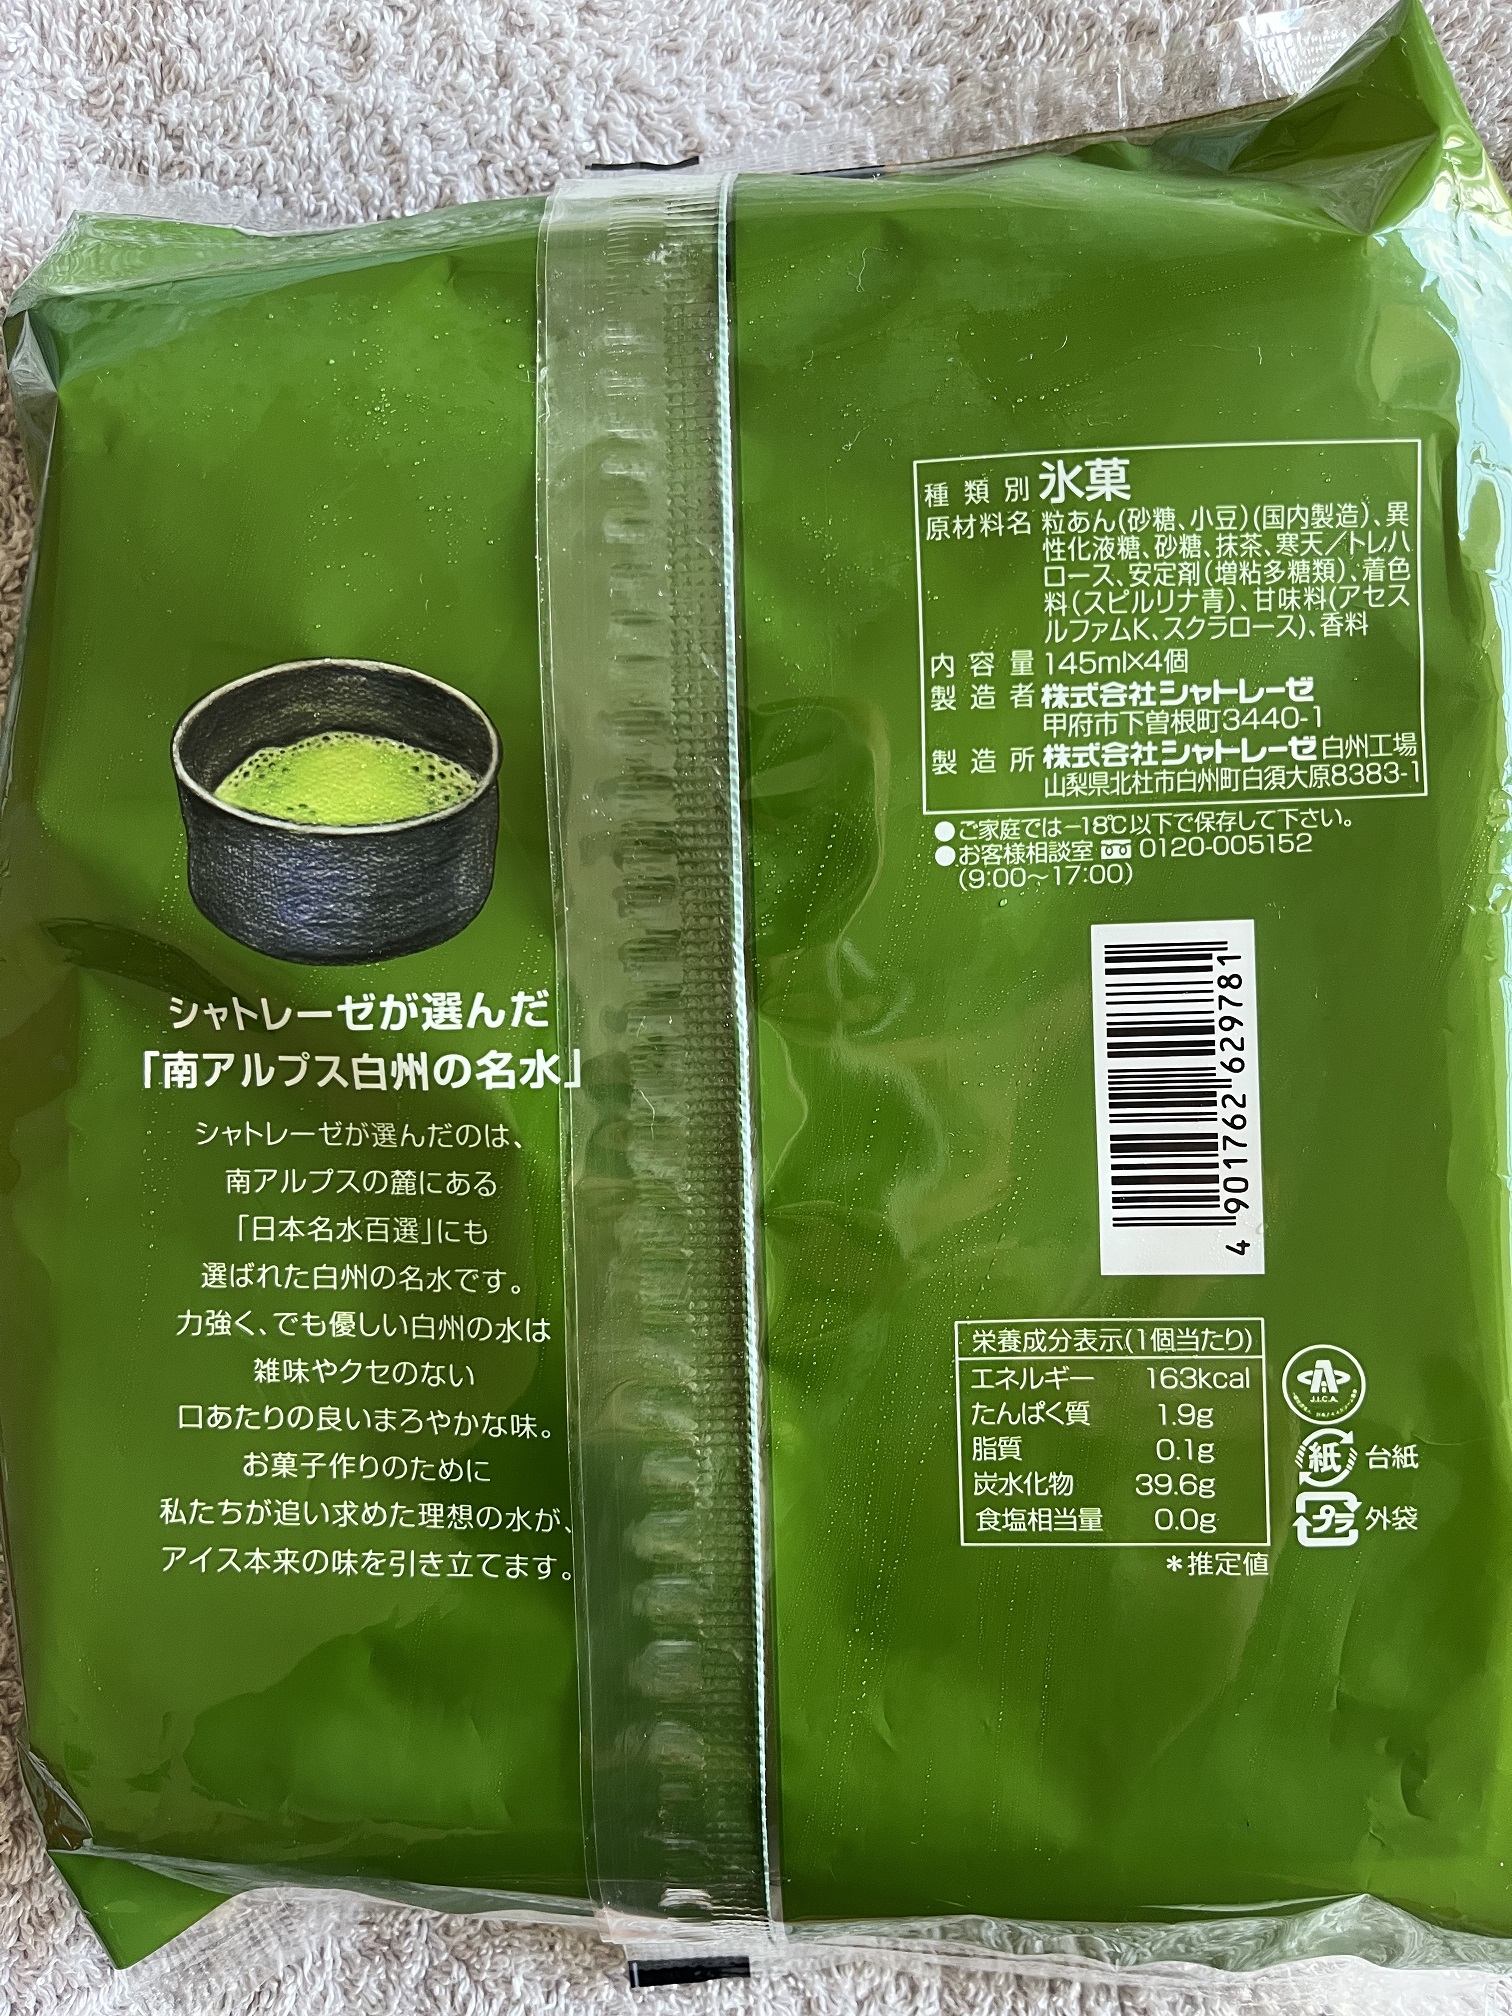 シャトレーゼが選んだ
「南アルプス白州の名水」
シャトレーゼが選んだのは、
南アルプスの麓にある
「日本名水百選」にも
選ばれた白州の名水です。
力強く、でも優しい白州の水は
雑味やクセのない
口あたりの良いまろやかな味。
お菓子作りのために
私たちが追い求めた理想の水が、
アイス本来の味を引き立てます。
種類別 氷菓
原材料名 粒あん(砂糖、小豆)(国内製造)、異
性化液糖、砂糖、抹茶、寒天/トレハ
ロース、安定剤(増粘多糖類)、着色
料(スピルリナ青)、甘味料(アセス
ルファムK、スクラロース)、香料
内容量 145ml×4個
製造者 株式会社シャトレーゼ
甲府市下曽根町3440-1
製造所 株式会社シャトレーゼ 白州工場
山梨県北杜市白州町白須大原8383-1
●ご家庭では-18℃以下で保存して下さい。
●お客様相談室 0120-005152
(9:00~17:00)
4 901762 629781
栄養成分表示(1個当たり)
エネルギー 163kcal
たんぱく質 1.9g
脂質 0.1g
炭水化物 39.6g
食塩相当量 0.0g
*推定値
J.I.C.A.
紙 台紙
プラ 外袋